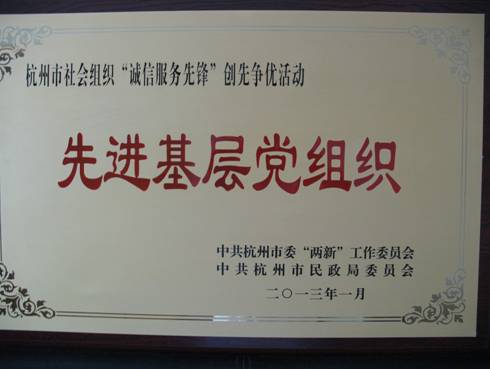 杭州市社会组织“诚信服务先锋”创先争优活动
先进基层党组织
中共杭州市委“两新”工作委员会
中共杭州市民政局委员会
二〇一三年一月